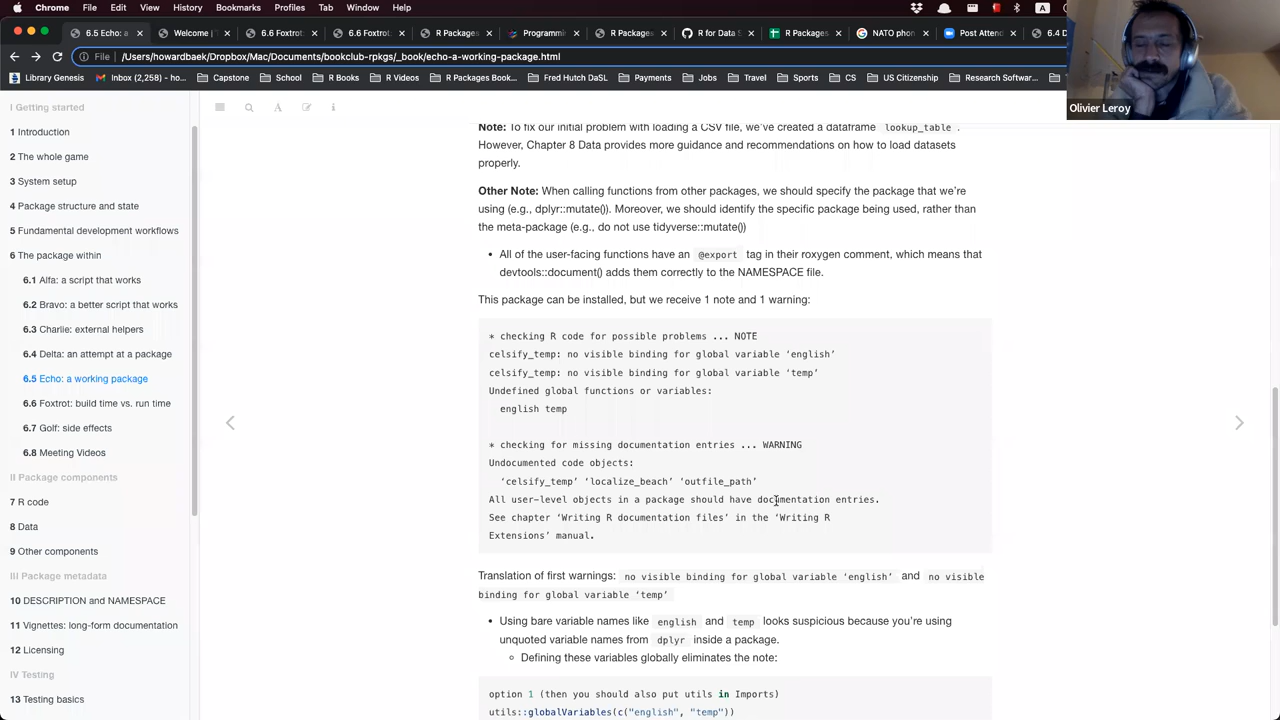 Chrome File Edit View History Bookmarks Profiles Tab Window Help
6.5 Echo: a
Welcome |
6.6 Foxtrot:
6.6 Foxtrot:
R Packages
Programmin
R Packages
R for Data S
R Packages
NATO phon
Post Attend
6.4 D
File /Users/howardbaek/Dropbox/Mac/Documents/bookclub-rpkgs/_book/echo-a-working-package.html
Library Genesis Inbox (2,258) - ho... Capstone School R Books R Videos R Packages Book... Fred Hutch DaSL Payments Jobs Travel Sports CS US Citizenship Research Softwar...
Olivier Leroy
I Getting started
1 Introduction
2 The whole game
3 System setup
4 Package structure and state
5 Fundamental development workflows
6 The package within
6.1 Alfa: a script that works
6.2 Bravo: a better script that works
6.3 Charlie: external helpers
6.4 Delta: an attempt at a package
6.5 Echo: a working package
6.6 Foxtrot: build time vs. run time
6.7 Golf: side effects
6.8 Meeting Videos
II Package components
7 R code
8 Data
9 Other components
III Package metadata
10 DESCRIPTION and NAMESPACE
11 Vignettes: long-form documentation
12 Licensing
IV Testing
13 Testing basics
Note: To fix our initial problem with loading a CSV file, we've created a dataframe lookup_table .
However, Chapter 8 Data provides more guidance and recommendations on how to load datasets
properly.
Other Note: When calling functions from other packages, we should specify the package that we're
using (e.g., dplyr::mutate()). Moreover, we should identify the specific package being used, rather than
the meta-package (e.g., do not use tidyverse::mutate())
• All of the user-facing functions have an @export tag in their roxygen comment, which means that
devtools::document() adds them correctly to the NAMESPACE file.
This package can be installed, but we receive 1 note and 1 warning:
* checking R code for possible problems ... NOTE
celsify_temp: no visible binding for global variable ‘english’
celsify_temp: no visible binding for global variable ‘temp’
Undefined global functions or variables:
english temp
* checking for missing documentation entries ... WARNING
Undocumented code objects:
‘celsify_temp’ ‘localize_beach’ ‘outfile_path’
All user-level objects in a package should have documentation entries.
See chapter ‘Writing R documentation files’ in the ‘Writing R
Extensions’ manual.
Translation of first warnings: no visible binding for global variable ‘english’ and no visible
binding for global variable ‘temp’
• Using bare variable names like english and temp looks suspicious because you're using
unquoted variable names from dplyr inside a package.
◦ Defining these variables globally eliminates the note:
option 1 (then you should also put utils in Imports)
utils::globalVariables(c("english", "temp"))